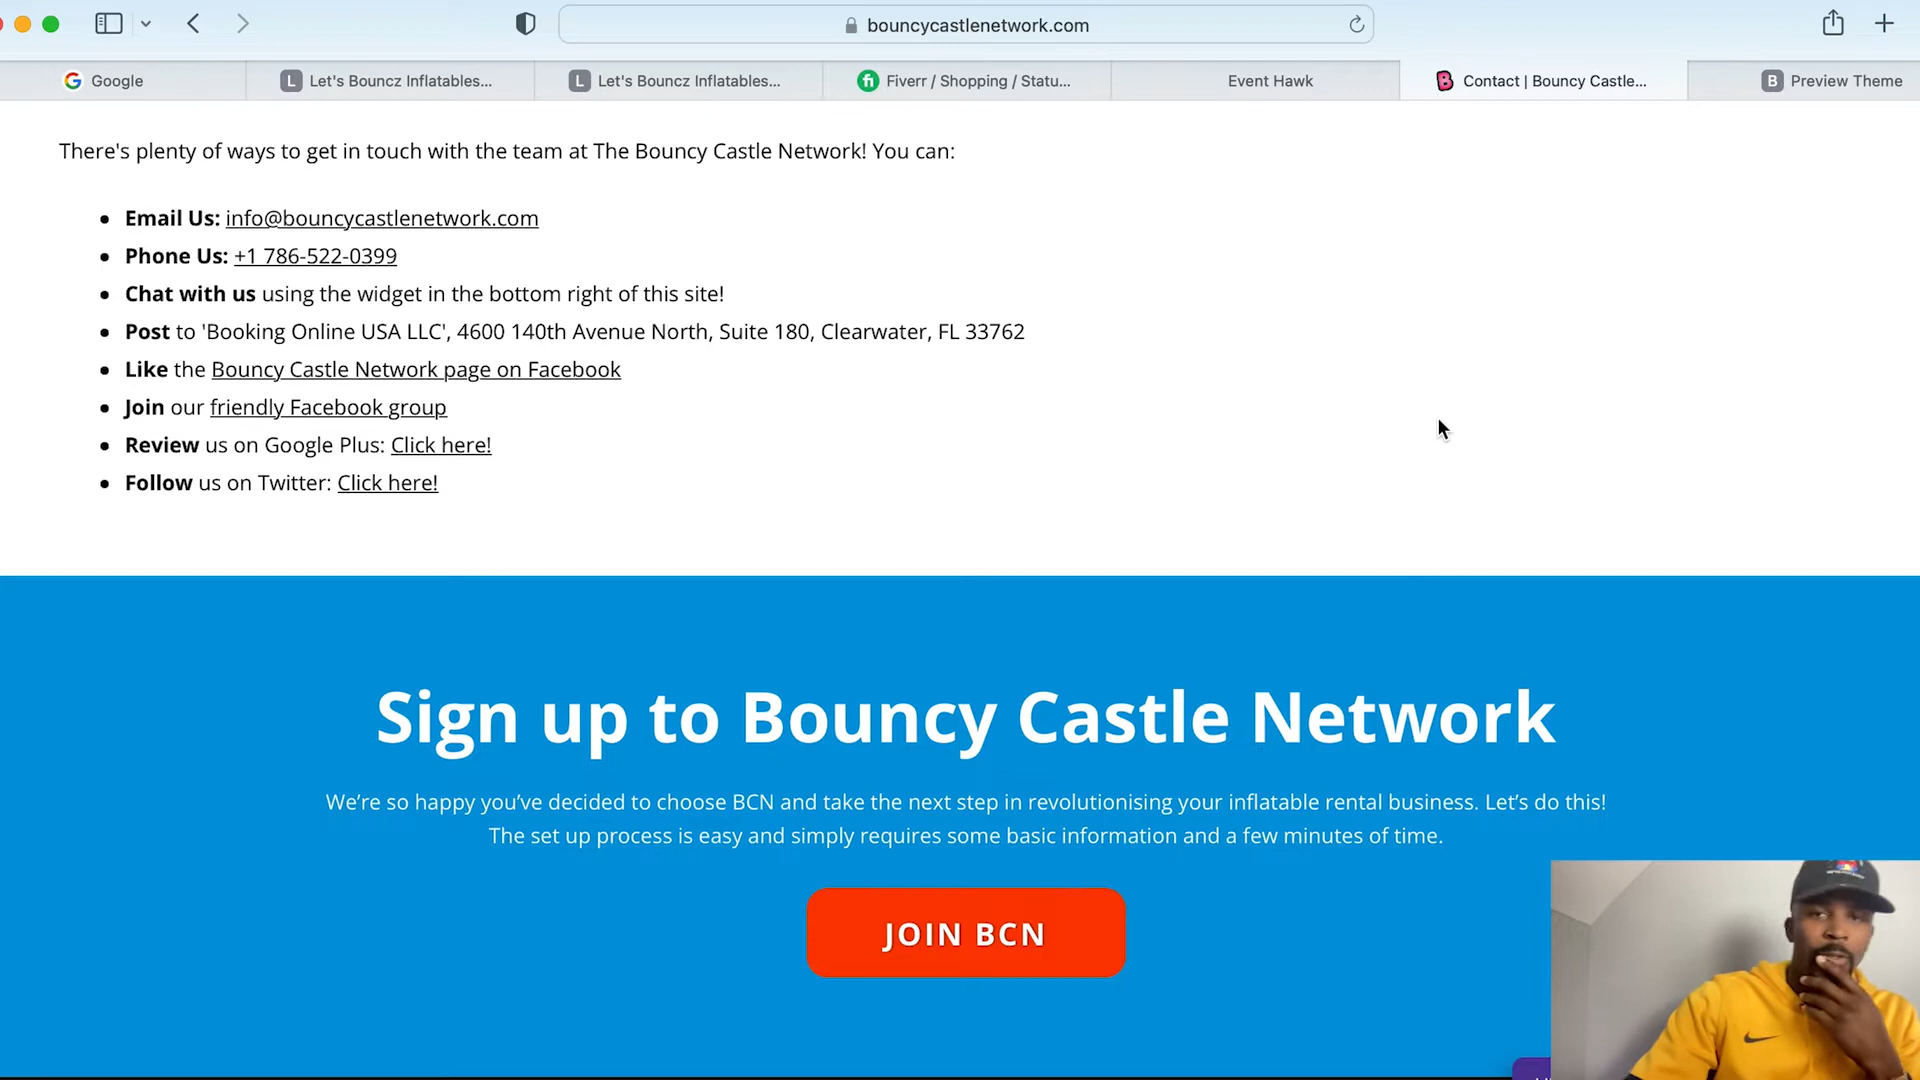 bouncycastlenetwork.com
Google
L Let's Bouncz Inflatables...
L Let's Bouncz Inflatables...
fi Fiverr / Shopping / Statu...
Event Hawk
B Contact | Bouncy Castle...
B Preview Theme
There's plenty of ways to get in touch with the team at The Bouncy Castle Network! You can:
Email Us: info@bouncycastlenetwork.com
Phone Us: +1 786-522-0399
Chat with us using the widget in the bottom right of this site!
Post to 'Booking Online USA LLC', 4600 140th Avenue North, Suite 180, Clearwater, FL 33762
Like the Bouncy Castle Network page on Facebook
Join our friendly Facebook group
Review us on Google Plus: Click here!
Follow us on Twitter: Click here!
Sign up to Bouncy Castle Network
We're so happy you've decided to choose BCN and take the next step in revolutionising your inflatable rental business. Let's do this!
The set up process is easy and simply requires some basic information and a few minutes of time.
JOIN BCN